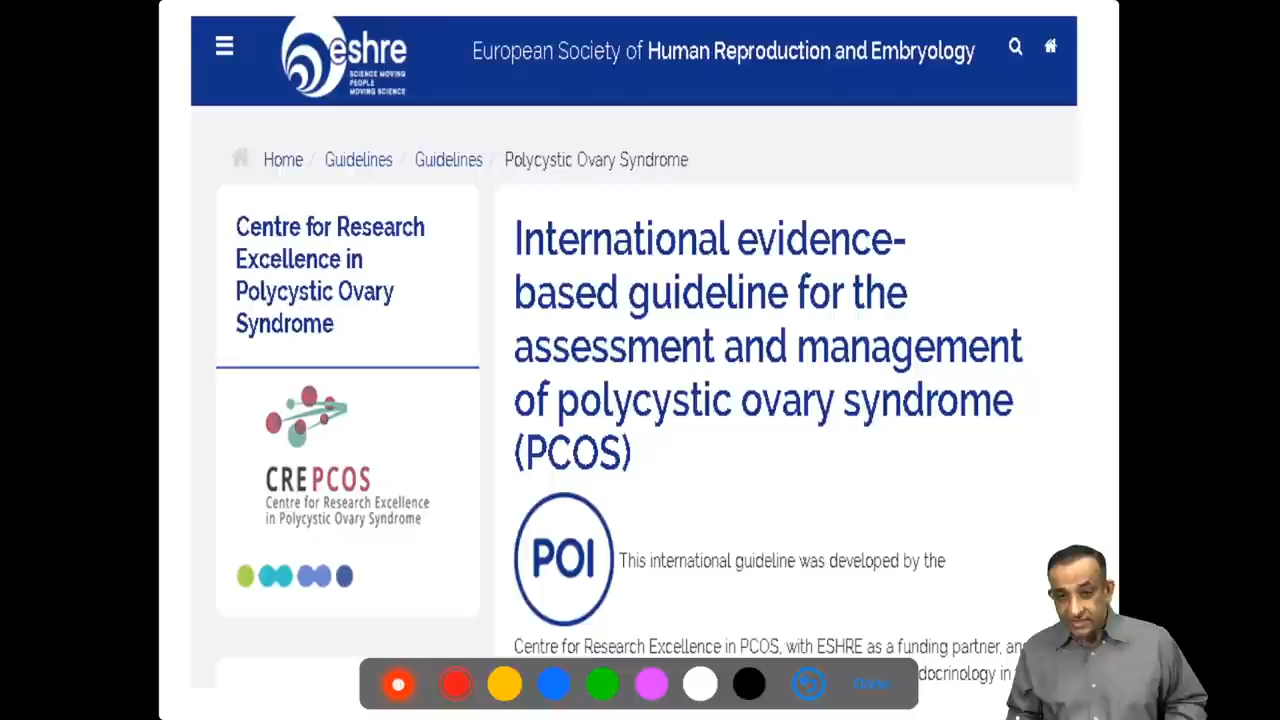 eshre
SCIENCE MOVING
PEOPLE
MOVING SCIENCE
European Society of Human Reproduction and Embryology
Home / Guidelines / Guidelines / Polycystic Ovary Syndrome
Centre for Research
Excellence in
Polycystic Ovary
Syndrome
CREPCOS
Centre for Research Excellence
in Polycystic Ovary Syndrome
International evidence-
based guideline for the
assessment and management
of polycystic ovary syndrome
(PCOS)
POI
This international guideline was developed by the
Centre for Research Excellence in PCOS, with ESHRE as a funding partner,
docrinology in